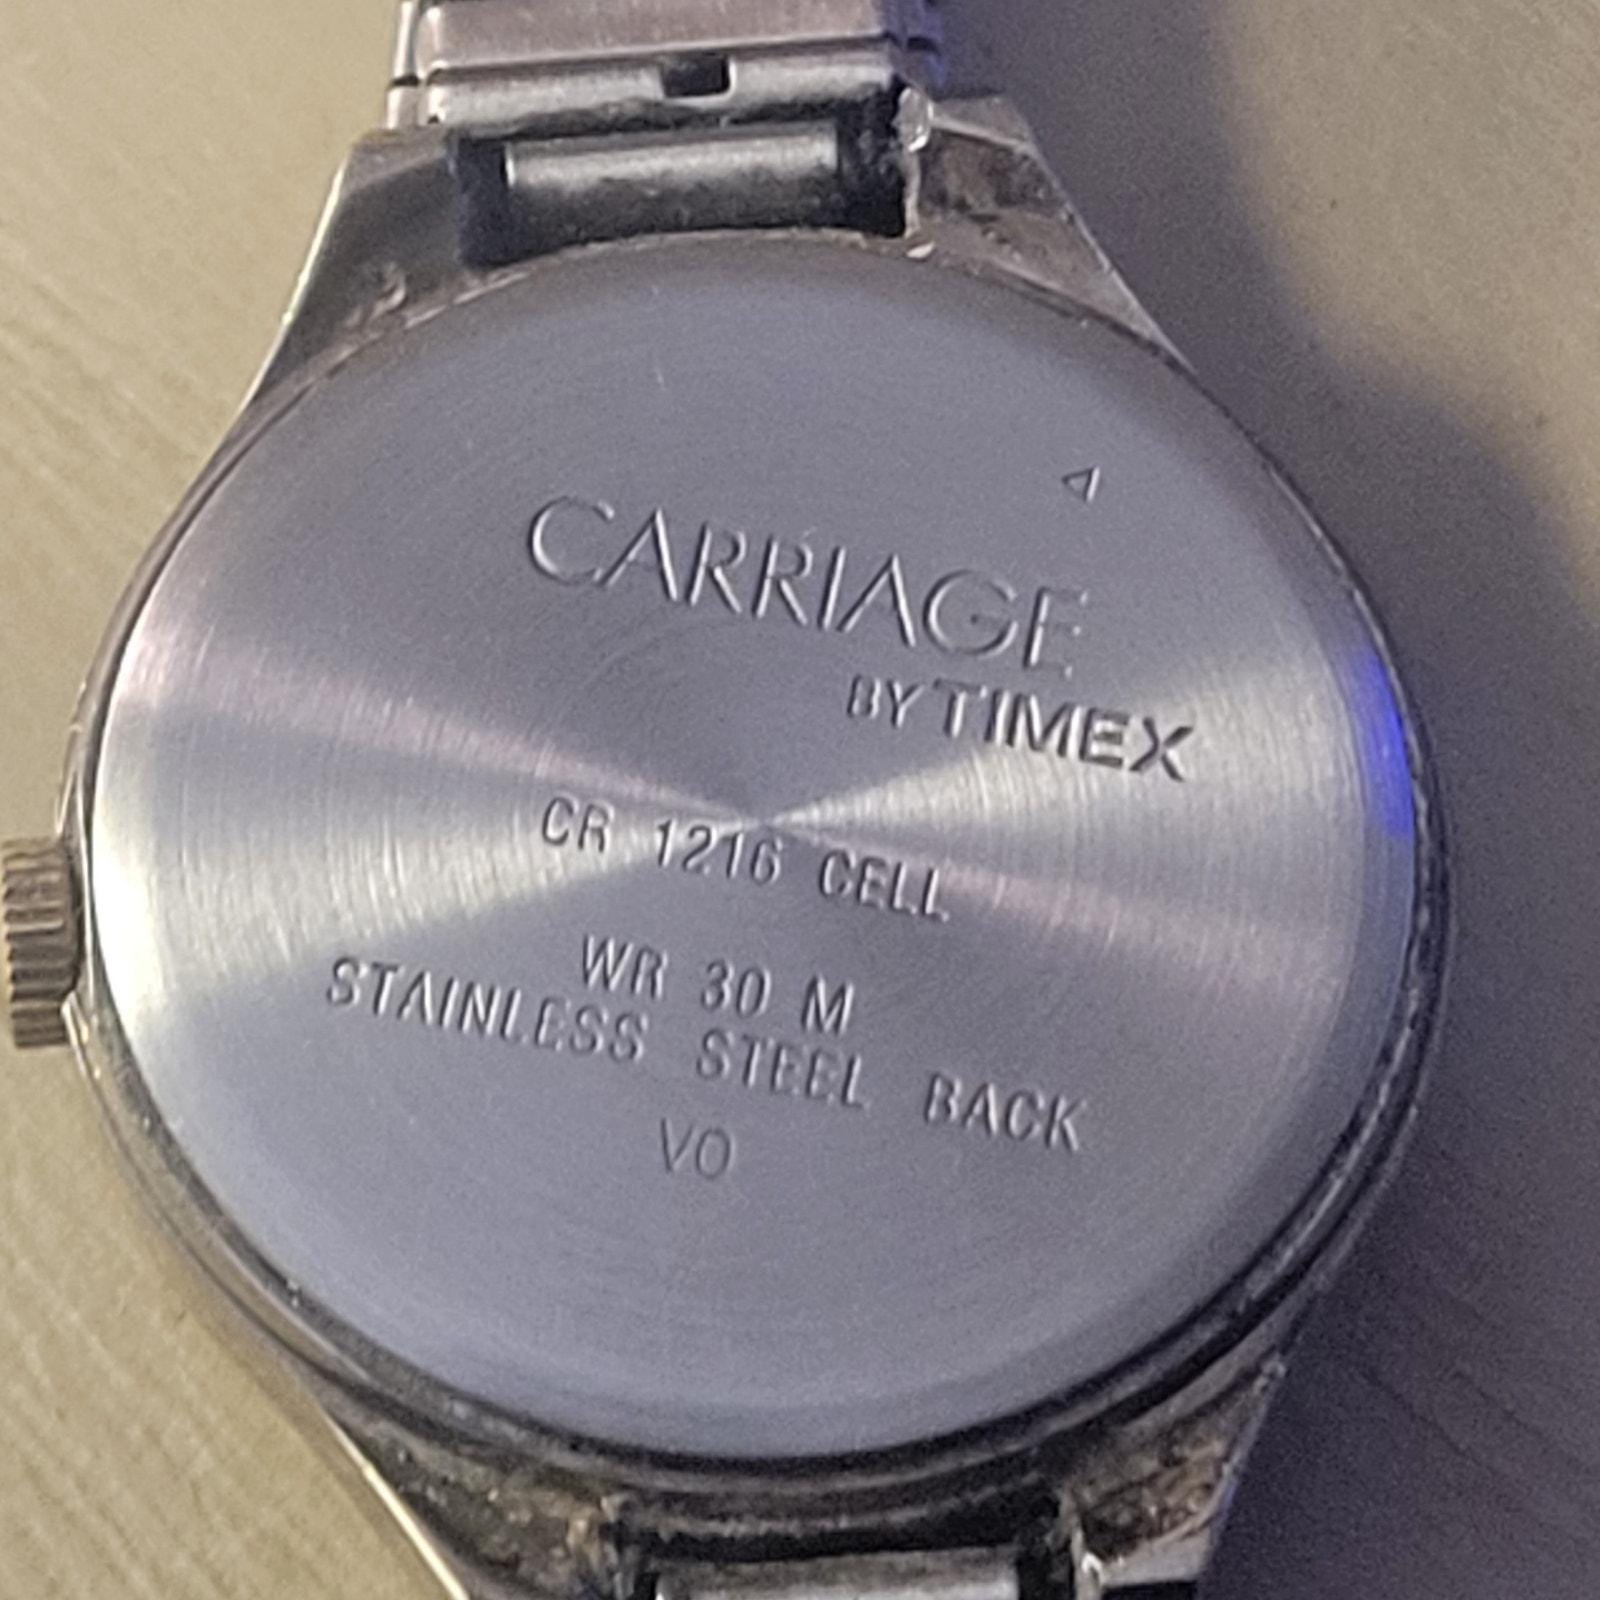 CARRIAGE
BY TIMEX
CR 1216 CELL
WR 30 M
STAINLESS STEEL BACK
VO